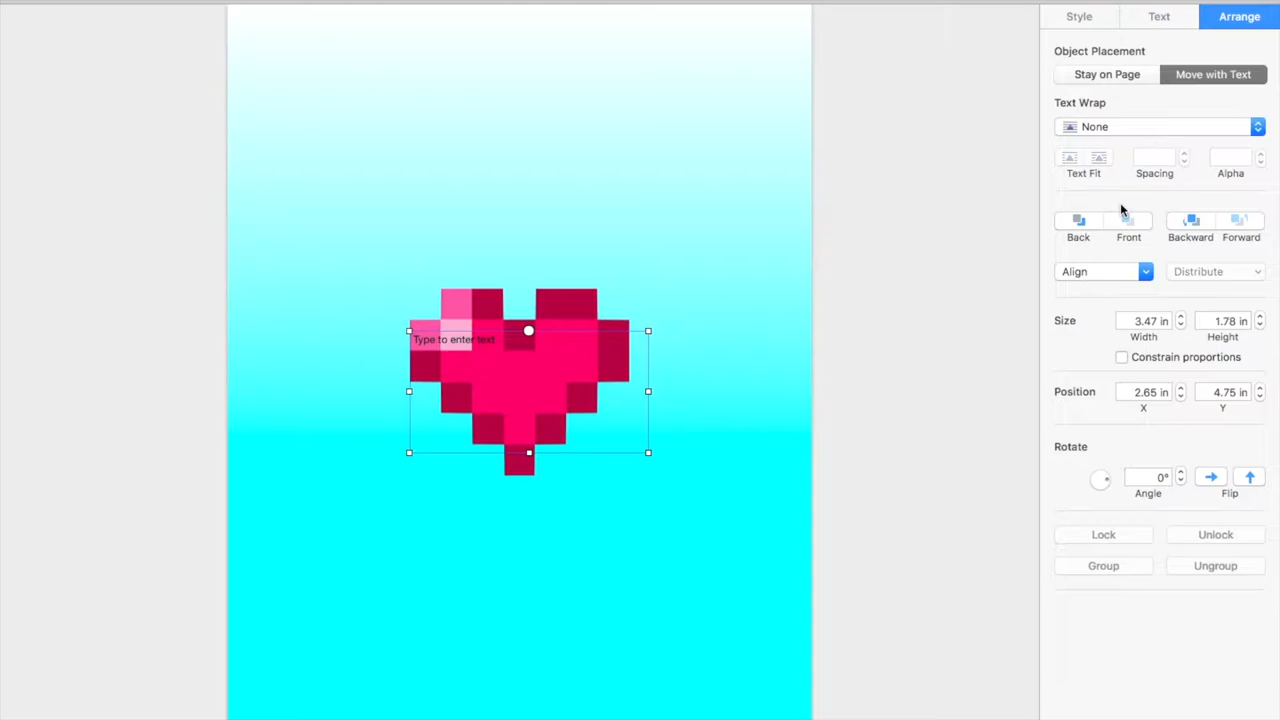 Style Text Arrange
Object Placement
Stay on Page Move with Text
Text Wrap
None
Text Fit Spacing Alpha
Back Front Backward Forward
Align Distribute
Size 3.47 in 1.78 in
Width Height
Constrain proportions
Position 2.65 in 4.75 in
X Y
Rotate
0°
Angle Flip
Lock Unlock
Group Ungroup
Type to enter text